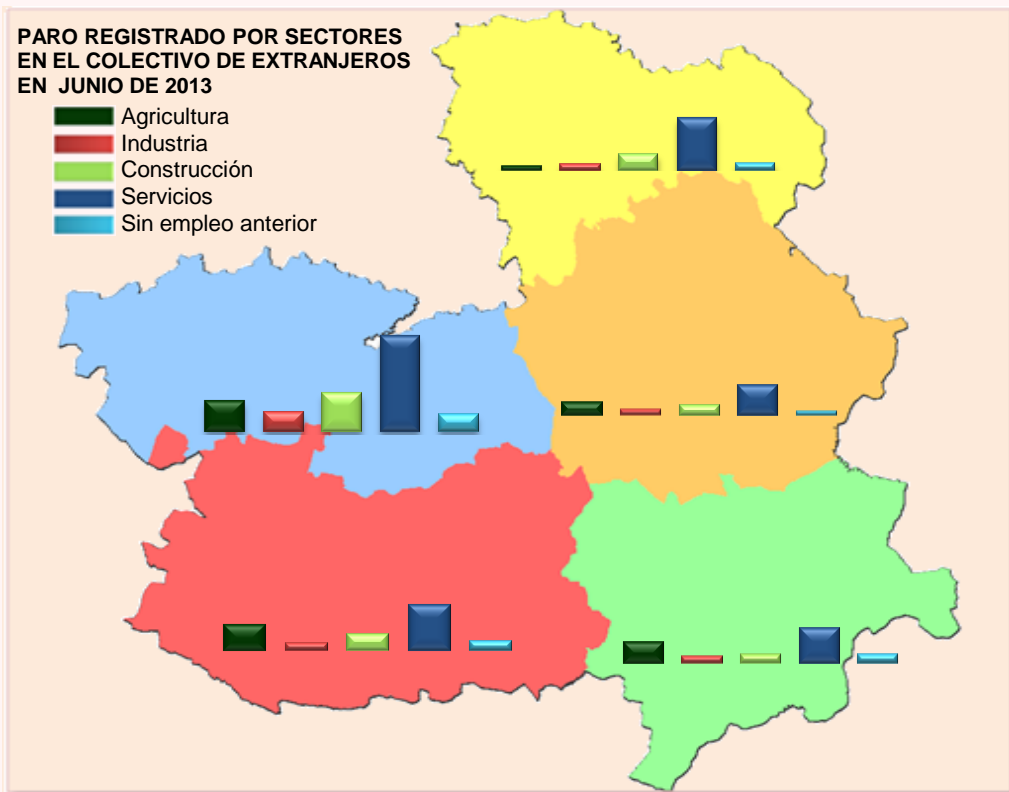 PARO REGISTRADO POR SECTORES
EN EL COLECTIVO DE EXTRANJEROS
EN JUNIO DE 2013
Agricultura
Industria
Construcción
Servicios
Sin empleo anterior